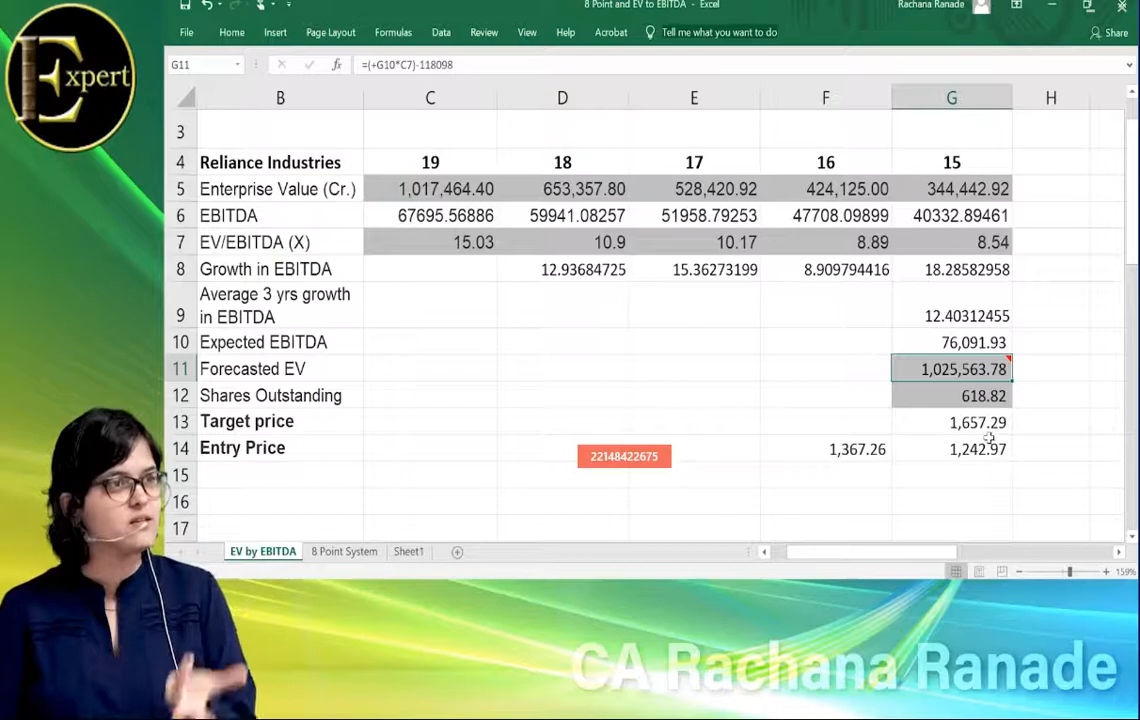 8 Point and EV to EBITDA - Excel
Rachana Ranade
File Home Insert Page Layout Formulas Data Review View Help Acrobat Tell me what you want to do Share
G11 fx =(+G10*C7)-118098
Expert
B C D E F G H
3
4 Reliance Industries 19 18 17 16 15
5 Enterprise Value (Cr.) 1,017,464.40 653,357.80 528,420.92 424,125.00 344,442.92
6 EBITDA 67695.56886 59941.08257 51958.79253 47708.09899 40332.89461
7 EV/EBITDA (X) 15.03 10.9 10.17 8.89 8.54
8 Growth in EBITDA 12.93684725 15.36273199 8.909794416 18.28582958
Average 3 yrs growth
9 in EBITDA 12.40312455
10 Expected EBITDA 76,091.93
11 Forecasted EV 1,025,563.78
12 Shares Outstanding 618.82
13 Target price 1,657.29
14 Entry Price 1,367.26 1,242.97
22148422675
15
16
17
EV by EBITDA 8 Point System Sheet1
159%
CA Rachana Ranade